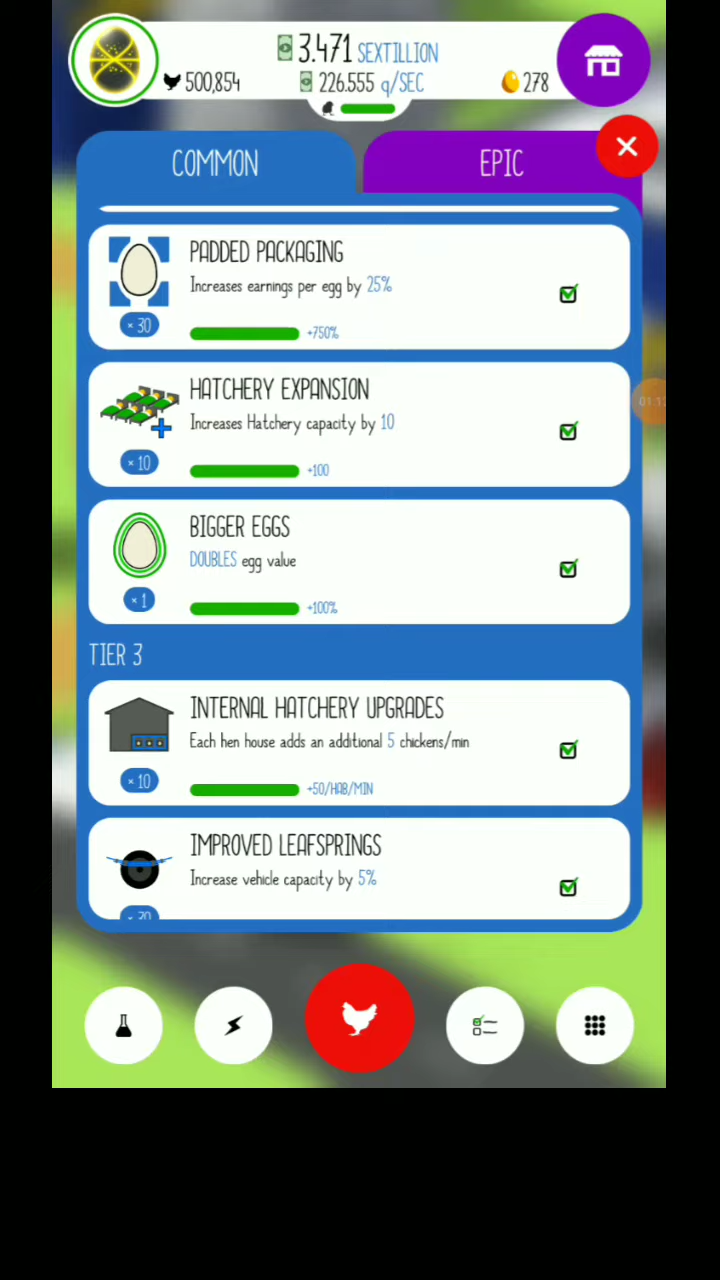 3.471 SEXTILLION
500,854
226.555 q/SEC
278
COMMON
EPIC
PADDED PACKAGING
Increases earnings per egg by 25%
× 30
+750%
HATCHERY EXPANSION
Increases Hatchery capacity by 10
× 10
+100
BIGGER EGGS
DOUBLES egg value
× 1
+100%
TIER 3
INTERNAL HATCHERY UPGRADES
Each hen house adds an additional 5 chickens/min
× 10
+50/HAB/MIN
IMPROVED LEAFSPRINGS
Increase vehicle capacity by 5%